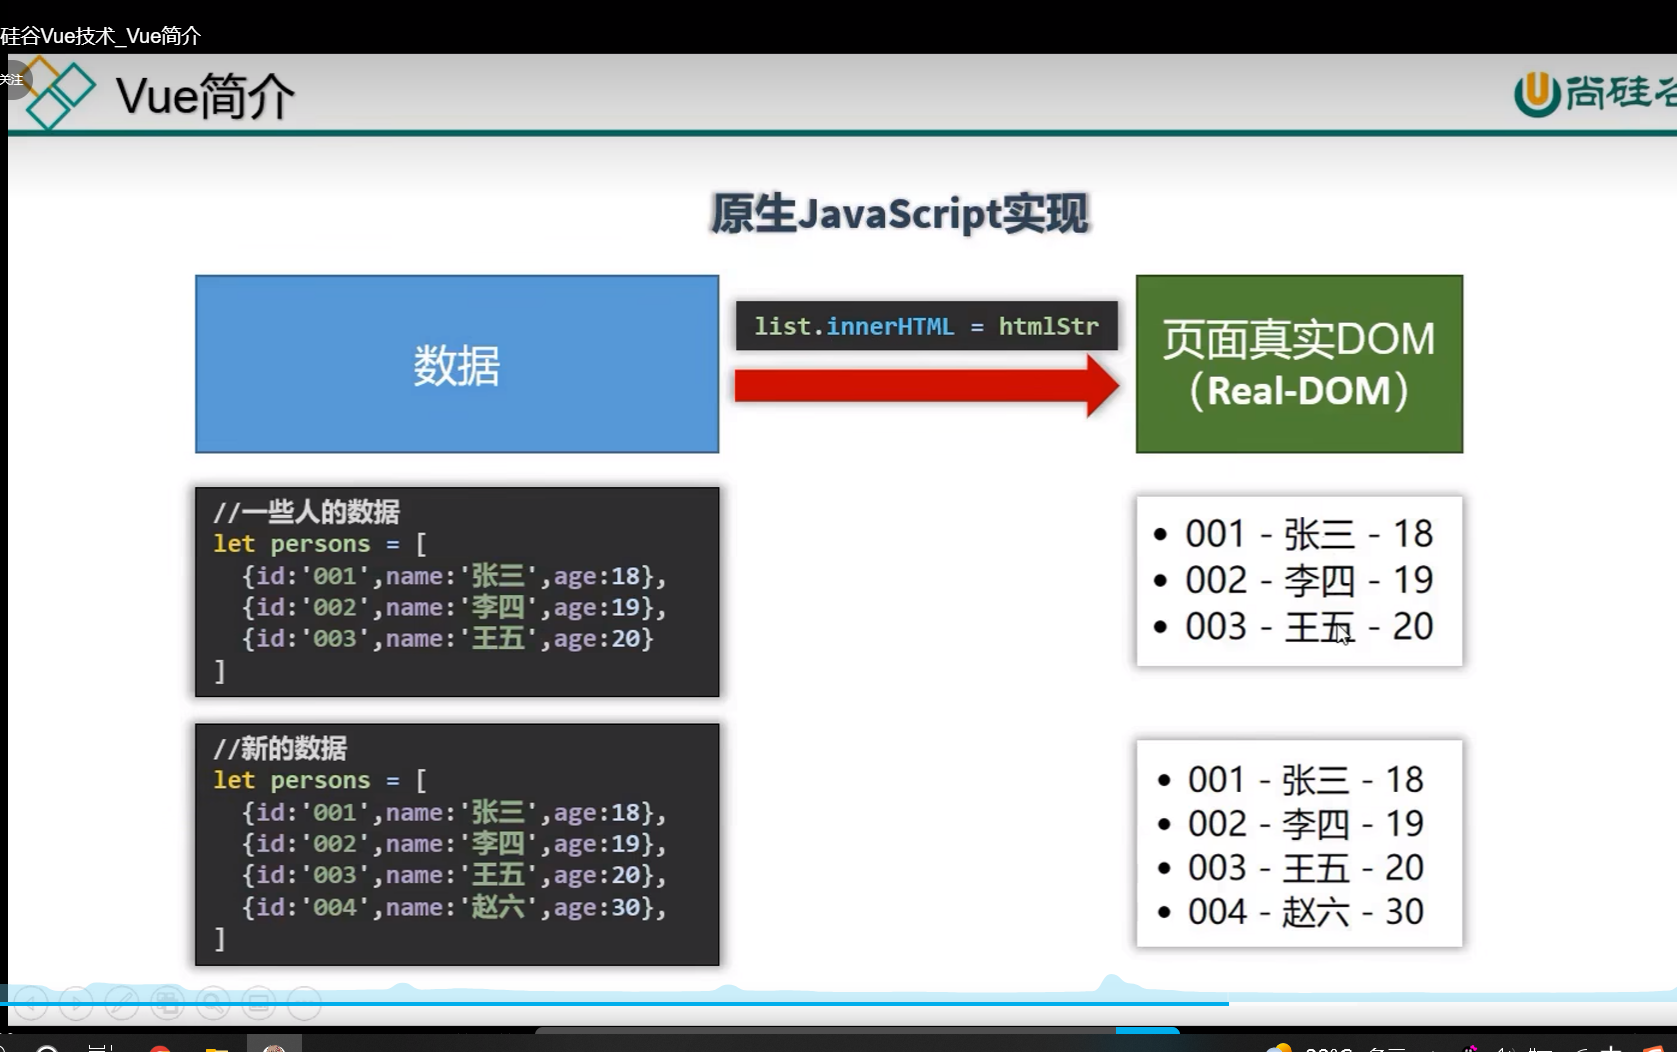 硅谷Vue技术_Vue简介
关注
Vue简介
尚硅谷
原生JavaScript实现
数据
list.innerHTML = htmlStr
页面真实DOM
（Real-DOM）
//一些人的数据
let persons = [
{id:'001',name:'张三',age:18},
{id:'002',name:'李四',age:19},
{id:'003',name:'王五',age:20}
]
• 001 - 张三 - 18
• 002 - 李四 - 19
• 003 - 王五 - 20
//新的数据
let persons = [
{id:'001',name:'张三',age:18},
{id:'002',name:'李四',age:19},
{id:'003',name:'王五',age:20},
{id:'004',name:'赵六',age:30},
]
• 001 - 张三 - 18
• 002 - 李四 - 19
• 003 - 王五 - 20
• 004 - 赵六 - 30